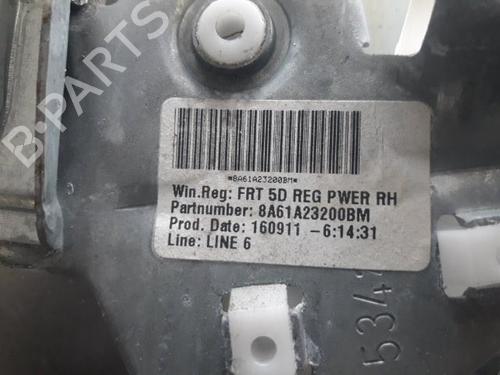 B-PARTS
*8A61A23200BM*
Win.Reg: FRT 5D REG PWER RH
Partnumber: 8A61A23200BM
Prod. Date: 160911 -6:14:31
Line: LINE 6